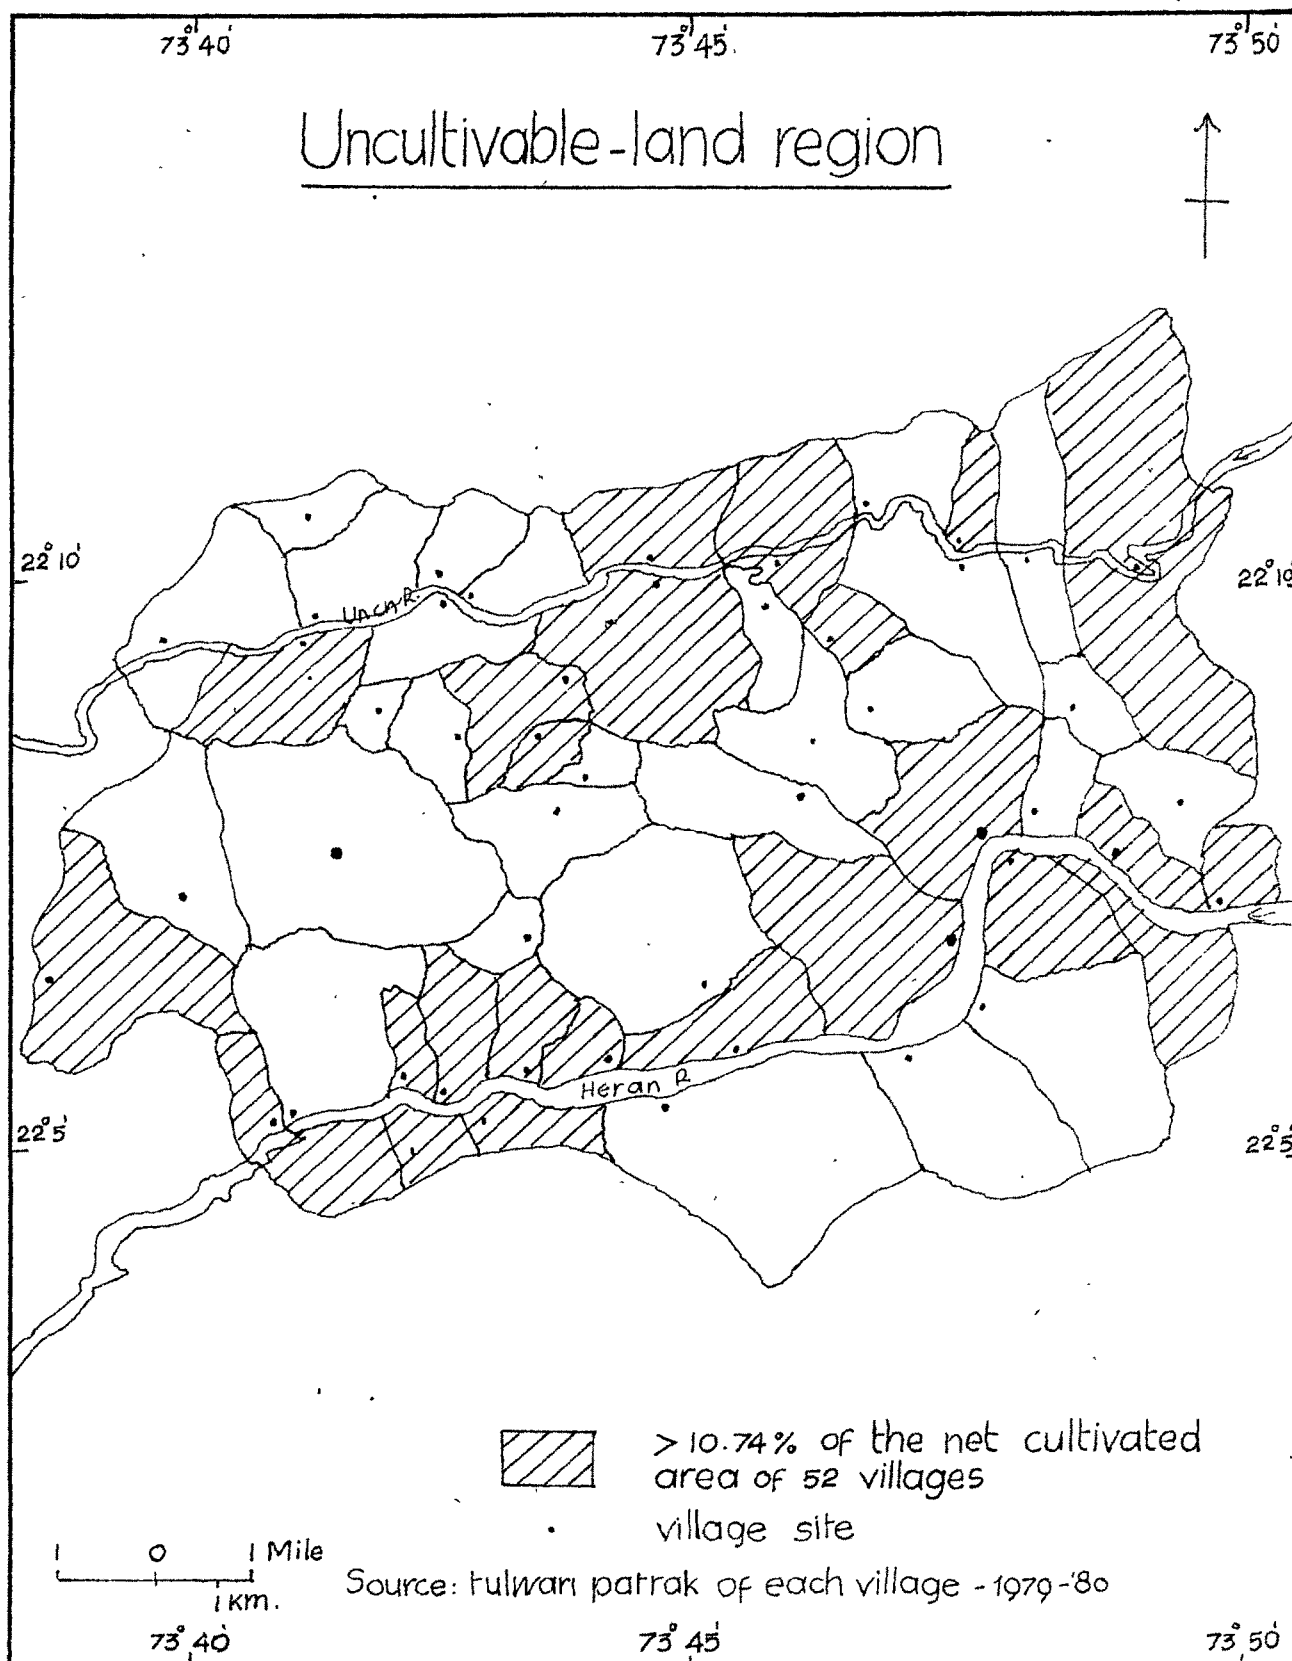 73°40' 73°45' 73°50'
Uncultivable-land region
22°10' 22°10
Unch R.
Heran R
22°5' 22°5'
>10.74% of the net cultivated
area of 52 villages
village site
1 0 1 Mile
1 km.
Source: tulwari patrak of each village - 1979-'80
73°40' 73°45' 73°50'